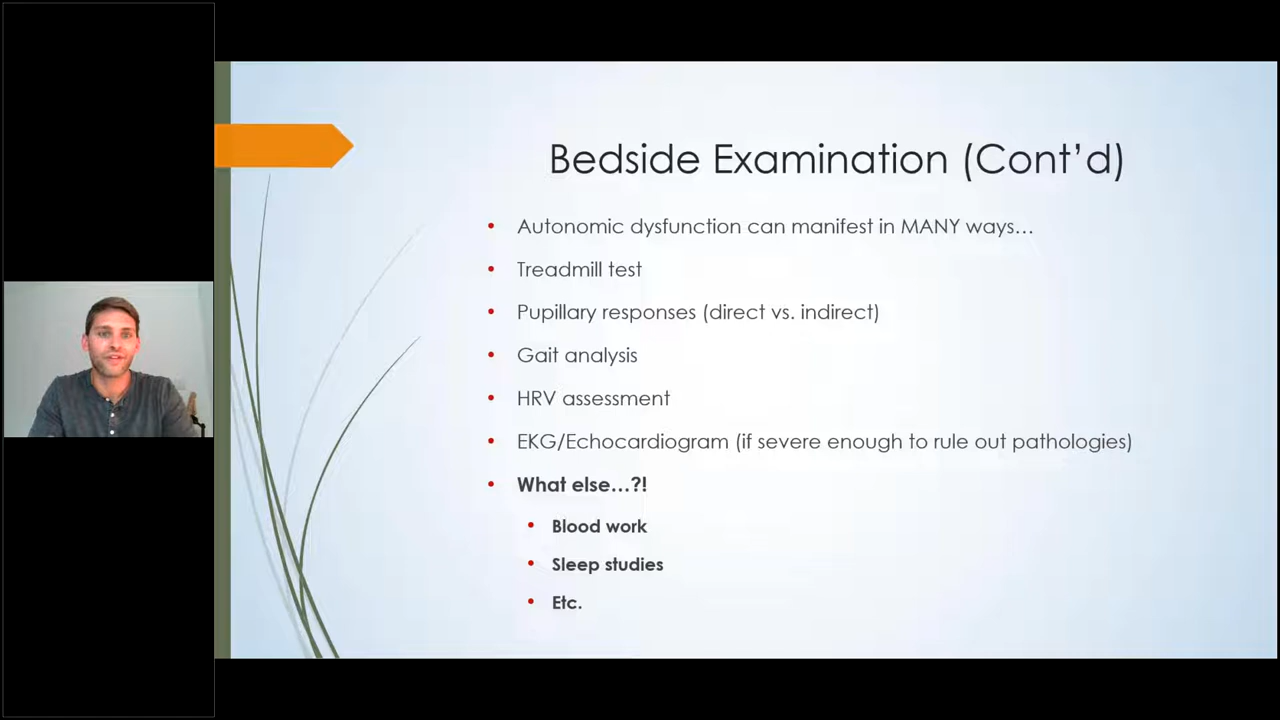 Bedside Examination (Cont'd)
Autonomic dysfunction can manifest in MANY ways…
Treadmill test
Pupillary responses (direct vs. indirect)
Gait analysis
HRV assessment
EKG/Echocardiogram (if severe enough to rule out pathologies)
What else…?!
Blood work
Sleep studies
Etc.